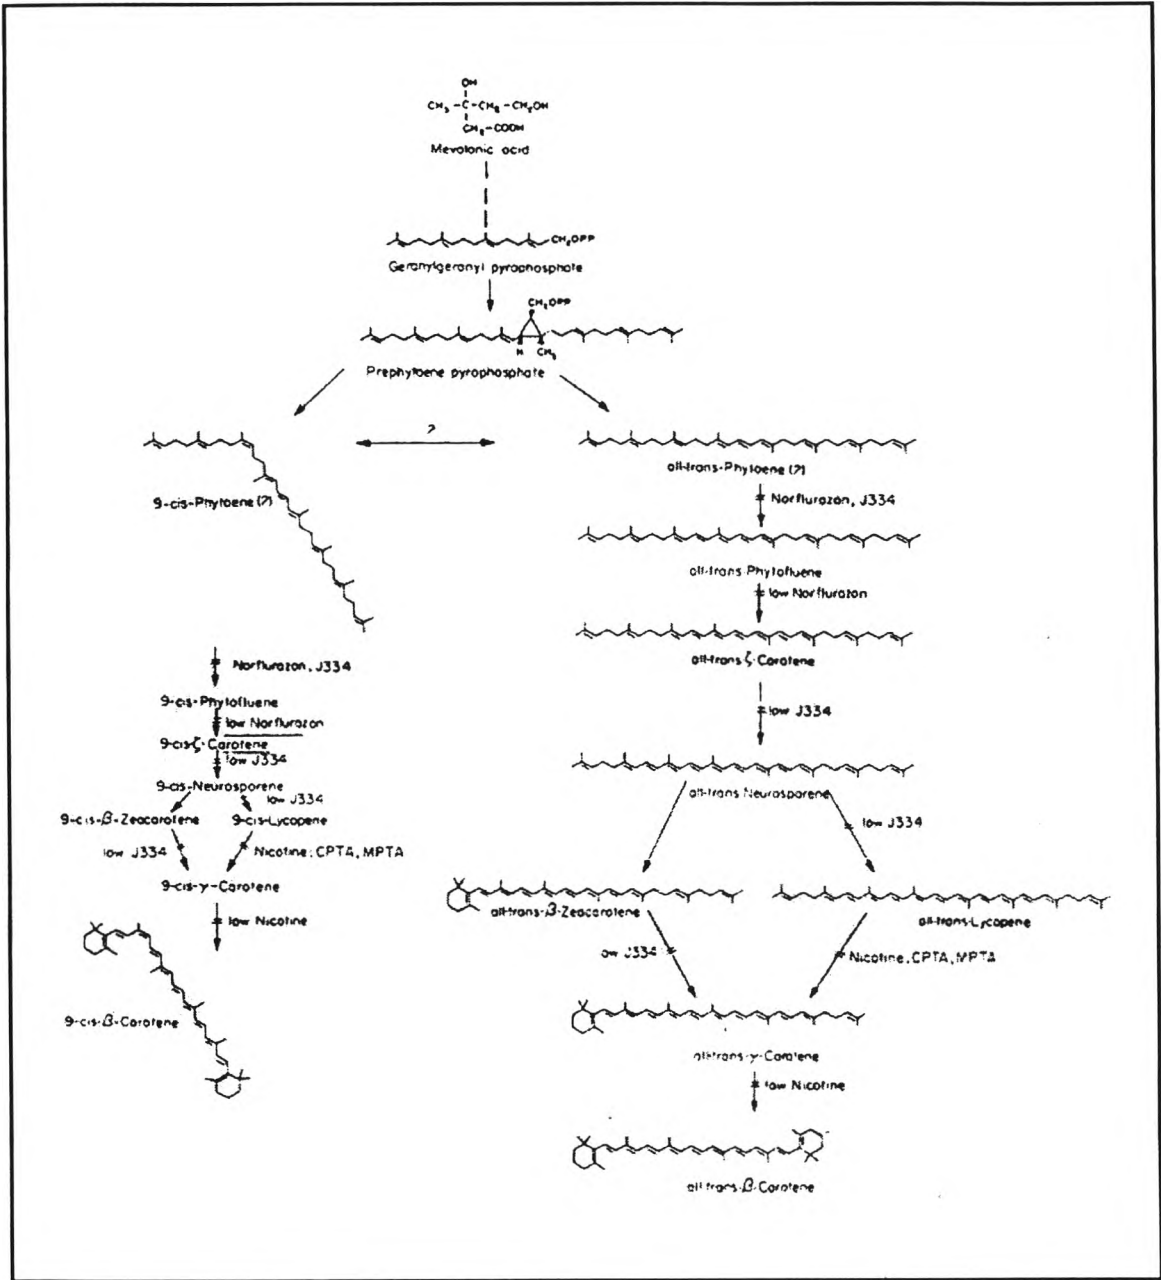 OH
CH₃-C-CH₂-CH₂OH
CH₂-COOH
Mevalonic acid
CH₂OPP
Geranylgeranyl pyrophosphate
CH₂OPP
H CH₃
Prephytoene pyrophosphate
?
9-cis-Phytoene (?)
Norflurazon, J334
9-cis-Phytofluene
low Norflurazon
9-cis-ζ-Carotene
low J334
9-cis-Neurosporene
low J334
9-cis-β-Zeacarotene
9-cis-Lycopene
low J334
Nicotine, CPTA, MPTA
9-cis-γ-Carotene
low Nicotine
9-cis-β-Carotene
all-trans-Phytoene (?)
Norflurazon, J334
all-trans Phytofluene
low Norflurazon
all-trans ζ-Carotene
low J334
all-trans Neurosporene
low J334
all-trans-β-Zeacarotene
all-trans-Lycopene
low J334
Nicotine, CPTA, MPTA
all-trans-γ-Carotene
low Nicotine
all trans-β-Carotene